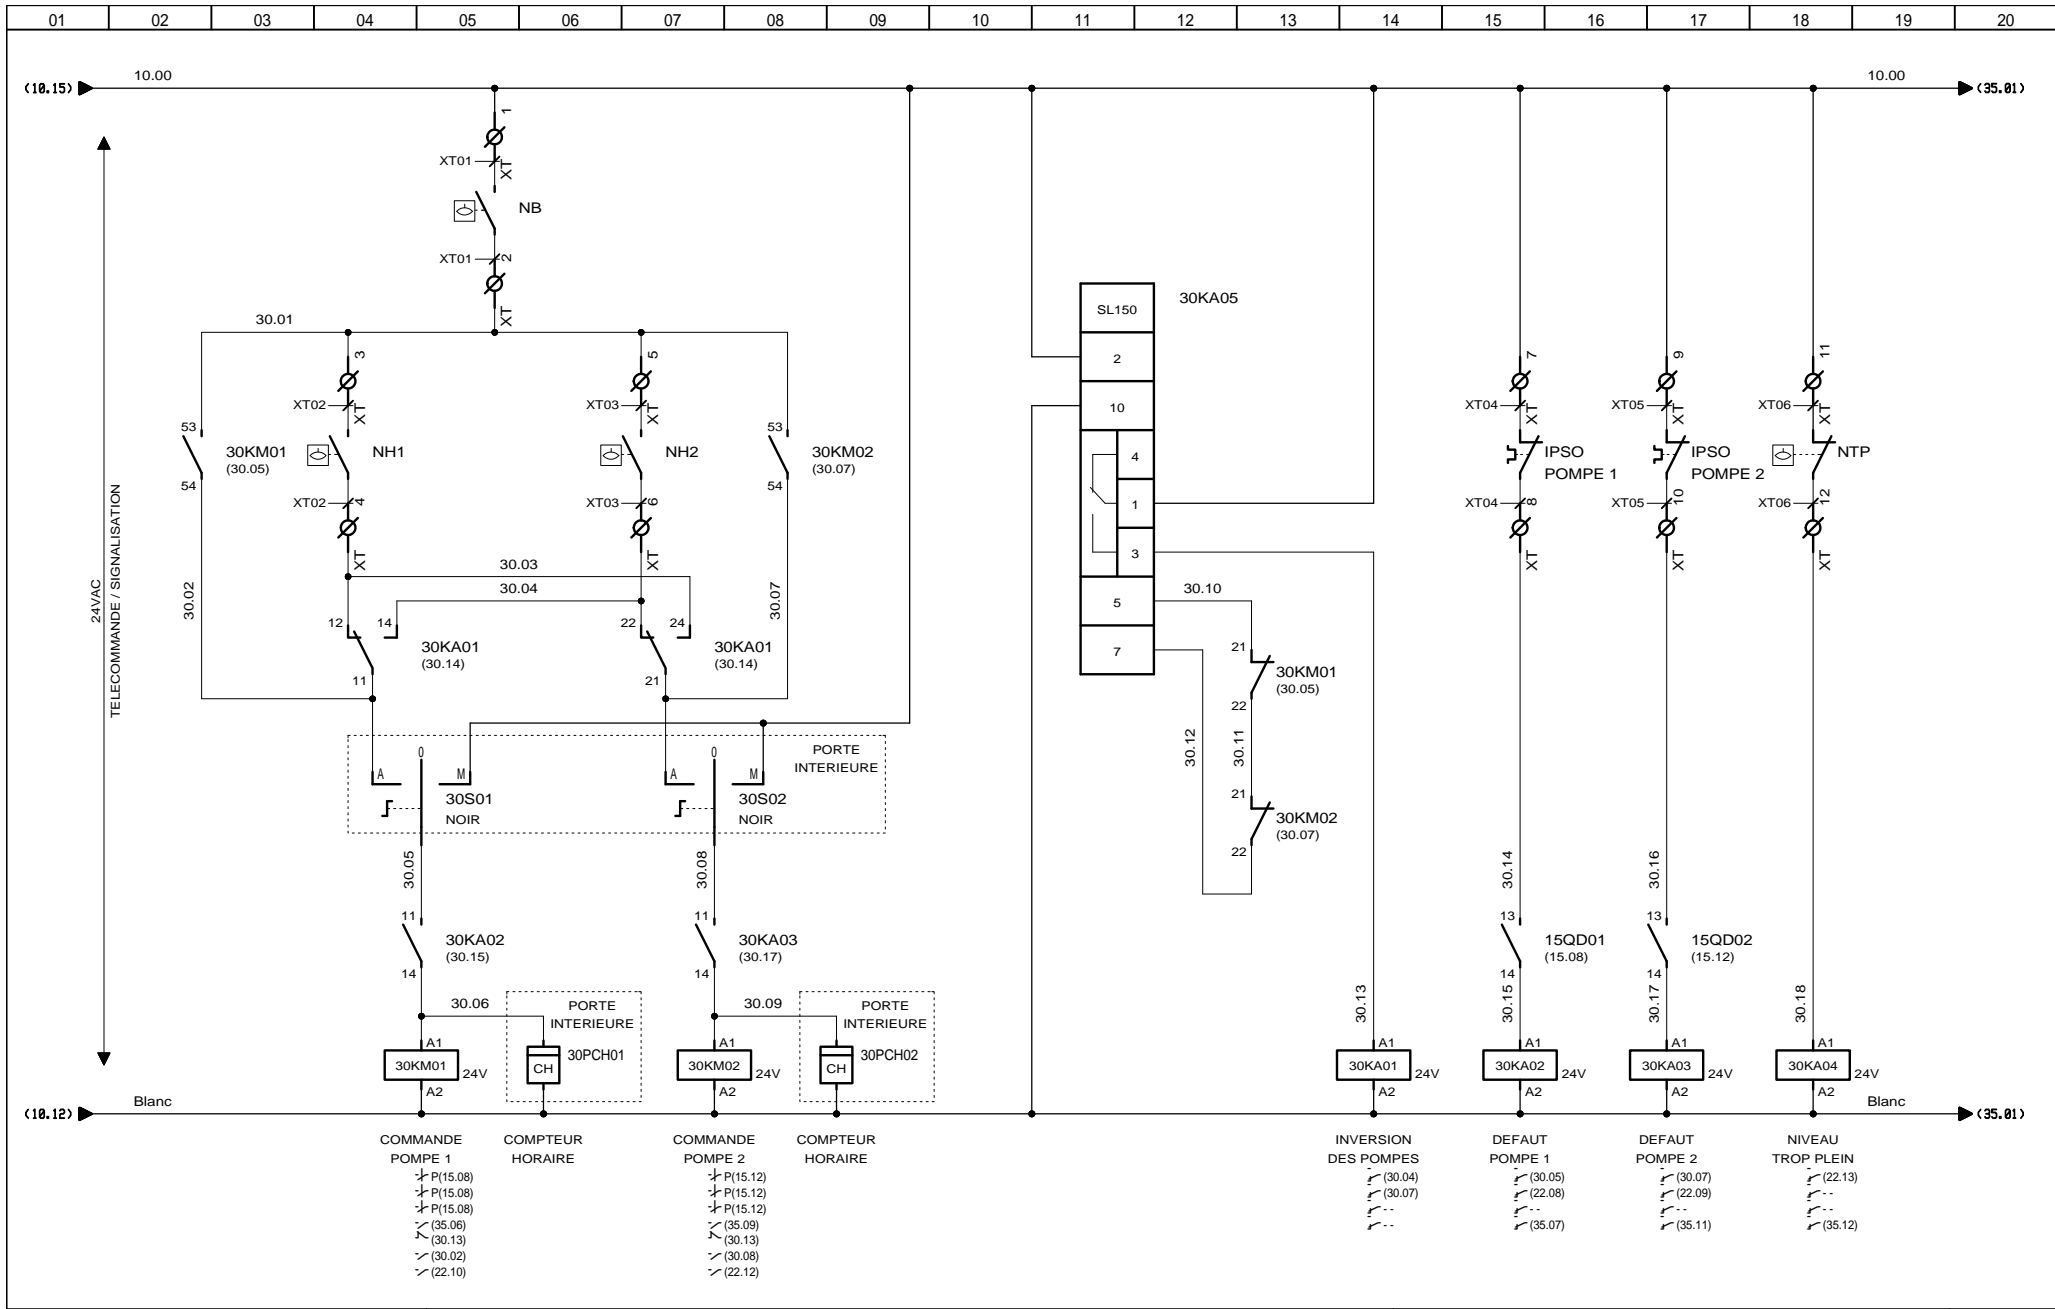 01 02 03 04 05 06 07 08 09 10 11 12 13 14 15 16 17 18 19 20
(10.15) 10.00 10.00 (35.01)
1
XT01 XT
NB
XT01 2
XT
30.01
24VAC
TELECOMMANDE / SIGNALISATION
3
XT02 XT
NH1
XT02 4
XT
5
XT03 XT
NH2
XT03 6
XT
53
30KM01
(30.05)
54
53
30KM02
(30.07)
54
30.02
30.03
30.04
30.07
12 14
30KA01
(30.14)
11
22 24
30KA01
(30.14)
21
PORTE
INTERIEURE
A 0 M
30S01
NOIR
A 0 M
30S02
NOIR
30.05
30.08
11
30KA02
(30.15)
14
11
30KA03
(30.17)
14
30.06
PORTE
INTERIEURE
30PCH01
CH
30.09
PORTE
INTERIEURE
30PCH02
CH
A1
30KM01 24V
A2
A1
30KM02 24V
A2
SL150 30KA05
2
10
4
1
3
5
7
30.10
21
30KM01
(30.05)
22
30.11
30.12
21
30KM02
(30.07)
22
30.13
A1
30KA01 24V
A2
7
XT04 XT
IPSO
POMPE 1
XT04 8
XT
30.14
13
15QD01
(15.08)
14
30.15
A1
30KA02 24V
A2
9
XT05 XT
IPSO
POMPE 2
XT05 10
XT
30.16
13
15QD02
(15.12)
14
30.17
A1
30KA03 24V
A2
11
XT06 XT
NTP
XT06 12
XT
30.18
A1
30KA04 24V
A2
(10.12) Blanc Blanc (35.01)
COMMANDE
POMPE 1
P(15.08)
P(15.08)
P(15.08)
(35.06)
(30.13)
(30.02)
(22.10)
COMPTEUR
HORAIRE
COMMANDE
POMPE 2
P(15.12)
P(15.12)
P(15.12)
(35.09)
(30.13)
(30.08)
(22.12)
COMPTEUR
HORAIRE
INVERSION
DES POMPES
(30.04)
(30.07)
--
--
DEFAUT
POMPE 1
(30.05)
(22.08)
--
(35.07)
DEFAUT
POMPE 2
(30.07)
(22.09)
--
(35.11)
NIVEAU
TROP PLEIN
(22.13)
--
--
(35.12)